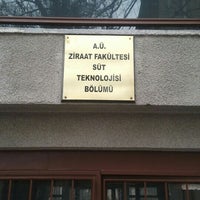 A.Ü.
ZİRAAT FAKÜLTESİ
SÜT
TEKNOLOJİSİ
BÖLÜMÜ